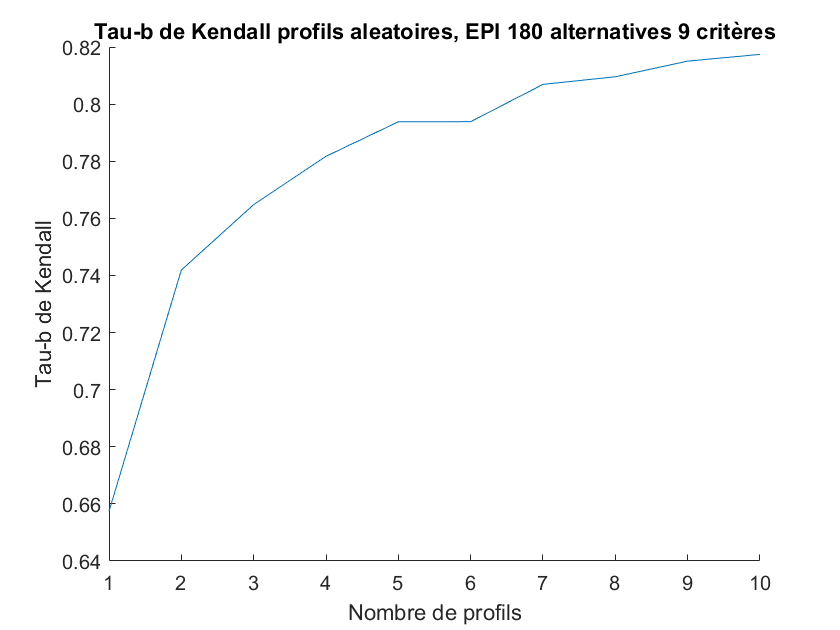 Tau-b de Kendall profils aleatoires, EPI 180 alternatives 9 critères
0.82
0.8
0.78
0.76
0.74
0.72
0.7
0.68
0.66
0.64
Tau-b de Kendall
1 2 3 4 5 6 7 8 9 10
Nombre de profils